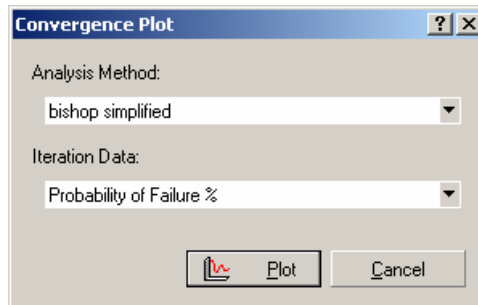 Convergence Plot
Analysis Method:
bishop simplified
Iteration Data:
Probability of Failure %
Plot Cancel